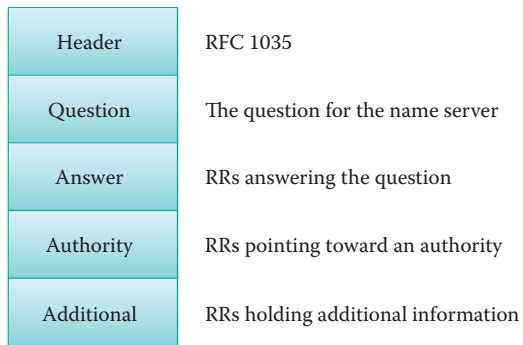 Header RFC 1035
Question The question for the name server
Answer RRs answering the question
Authority RRs pointing toward an authority
Additional RRs holding additional information